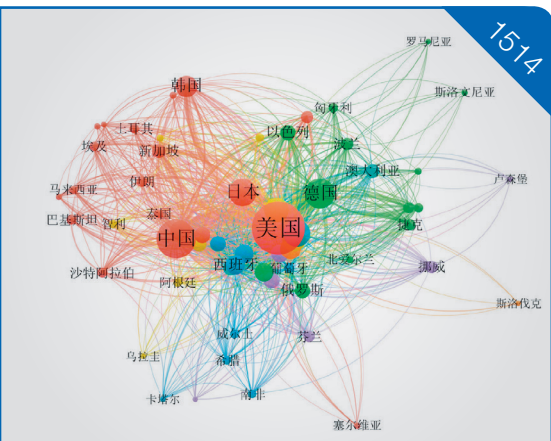 1514
罗马尼亚
斯洛文尼亚
韩国
匈牙利
土耳其
以色列
埃及
新加坡
波兰
澳大利亚
卢森堡
伊朗
马来西亚
日本
德国
泰国
巴基斯坦
智利
美国
捷克
中国
西班牙
葡萄牙
北爱尔兰
挪威
沙特阿拉伯
阿根廷
俄罗斯
斯洛伐克
威尔士
芬兰
乌拉圭
希腊
卡塔尔
南非
塞尔维亚